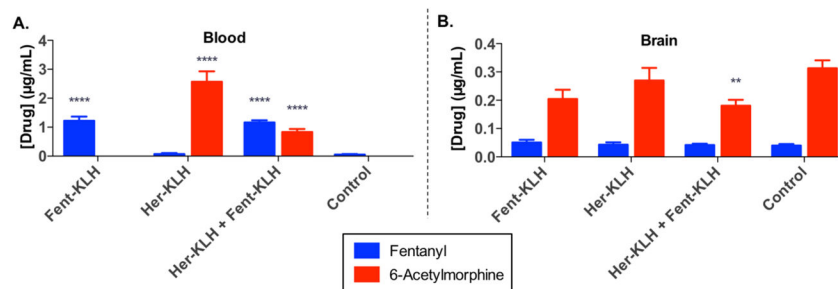 A.
Blood
[Drug] (µg/mL)
4
3
2
1
0
****
****
****
****
Fent-KLH
Her-KLH
Her-KLH + Fent-KLH
Control
B.
Brain
[Drug] (µg/mL)
0.4
0.3
0.2
0.1
0.0
**
Fent-KLH
Her-KLH
Her-KLH + Fent-KLH
Control
Fentanyl
6-Acetylmorphine